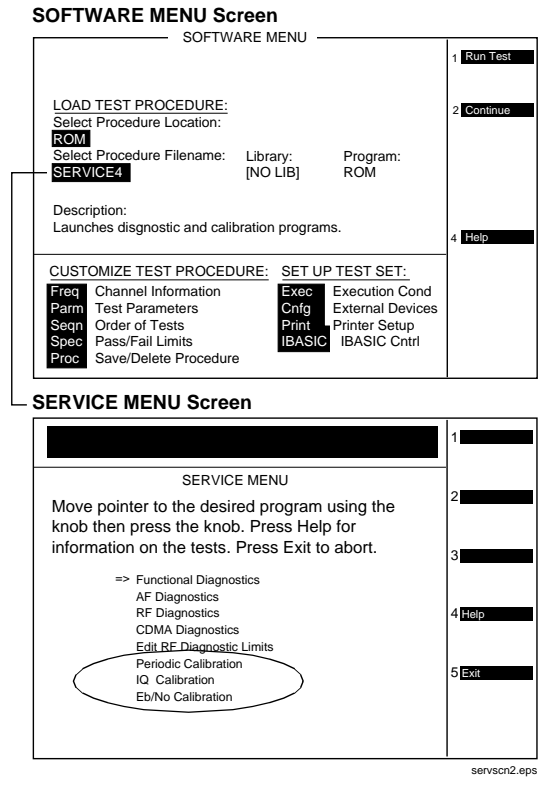 SOFTWARE MENU Screen
SOFTWARE MENU
1 Run Test
LOAD TEST PROCEDURE:
2 Continue
Select Procedure Location:
ROM
Select Procedure Filename: Library: Program:
SERVICE4 [NO LIB] ROM
Description:
Launches disgnostic and calibration programs.
4 Help
CUSTOMIZE TEST PROCEDURE: SET UP TEST SET:
Freq Channel Information Exec Execution Cond
Parm Test Parameters Cnfg External Devices
Seqn Order of Tests Print Printer Setup
Spec Pass/Fail Limits IBASIC IBASIC Cntrl
Proc Save/Delete Procedure
SERVICE MENU Screen
1
SERVICE MENU
2
Move pointer to the desired program using the
knob then press the knob. Press Help for
information on the tests. Press Exit to abort.
3
=> Functional Diagnostics
AF Diagnostics
RF Diagnostics
4 Help
CDMA Diagnostics
Edit RF Diagnostic Limits
Periodic Calibration
IQ Calibration
5 Exit
Eb/No Calibration
servscn2.eps